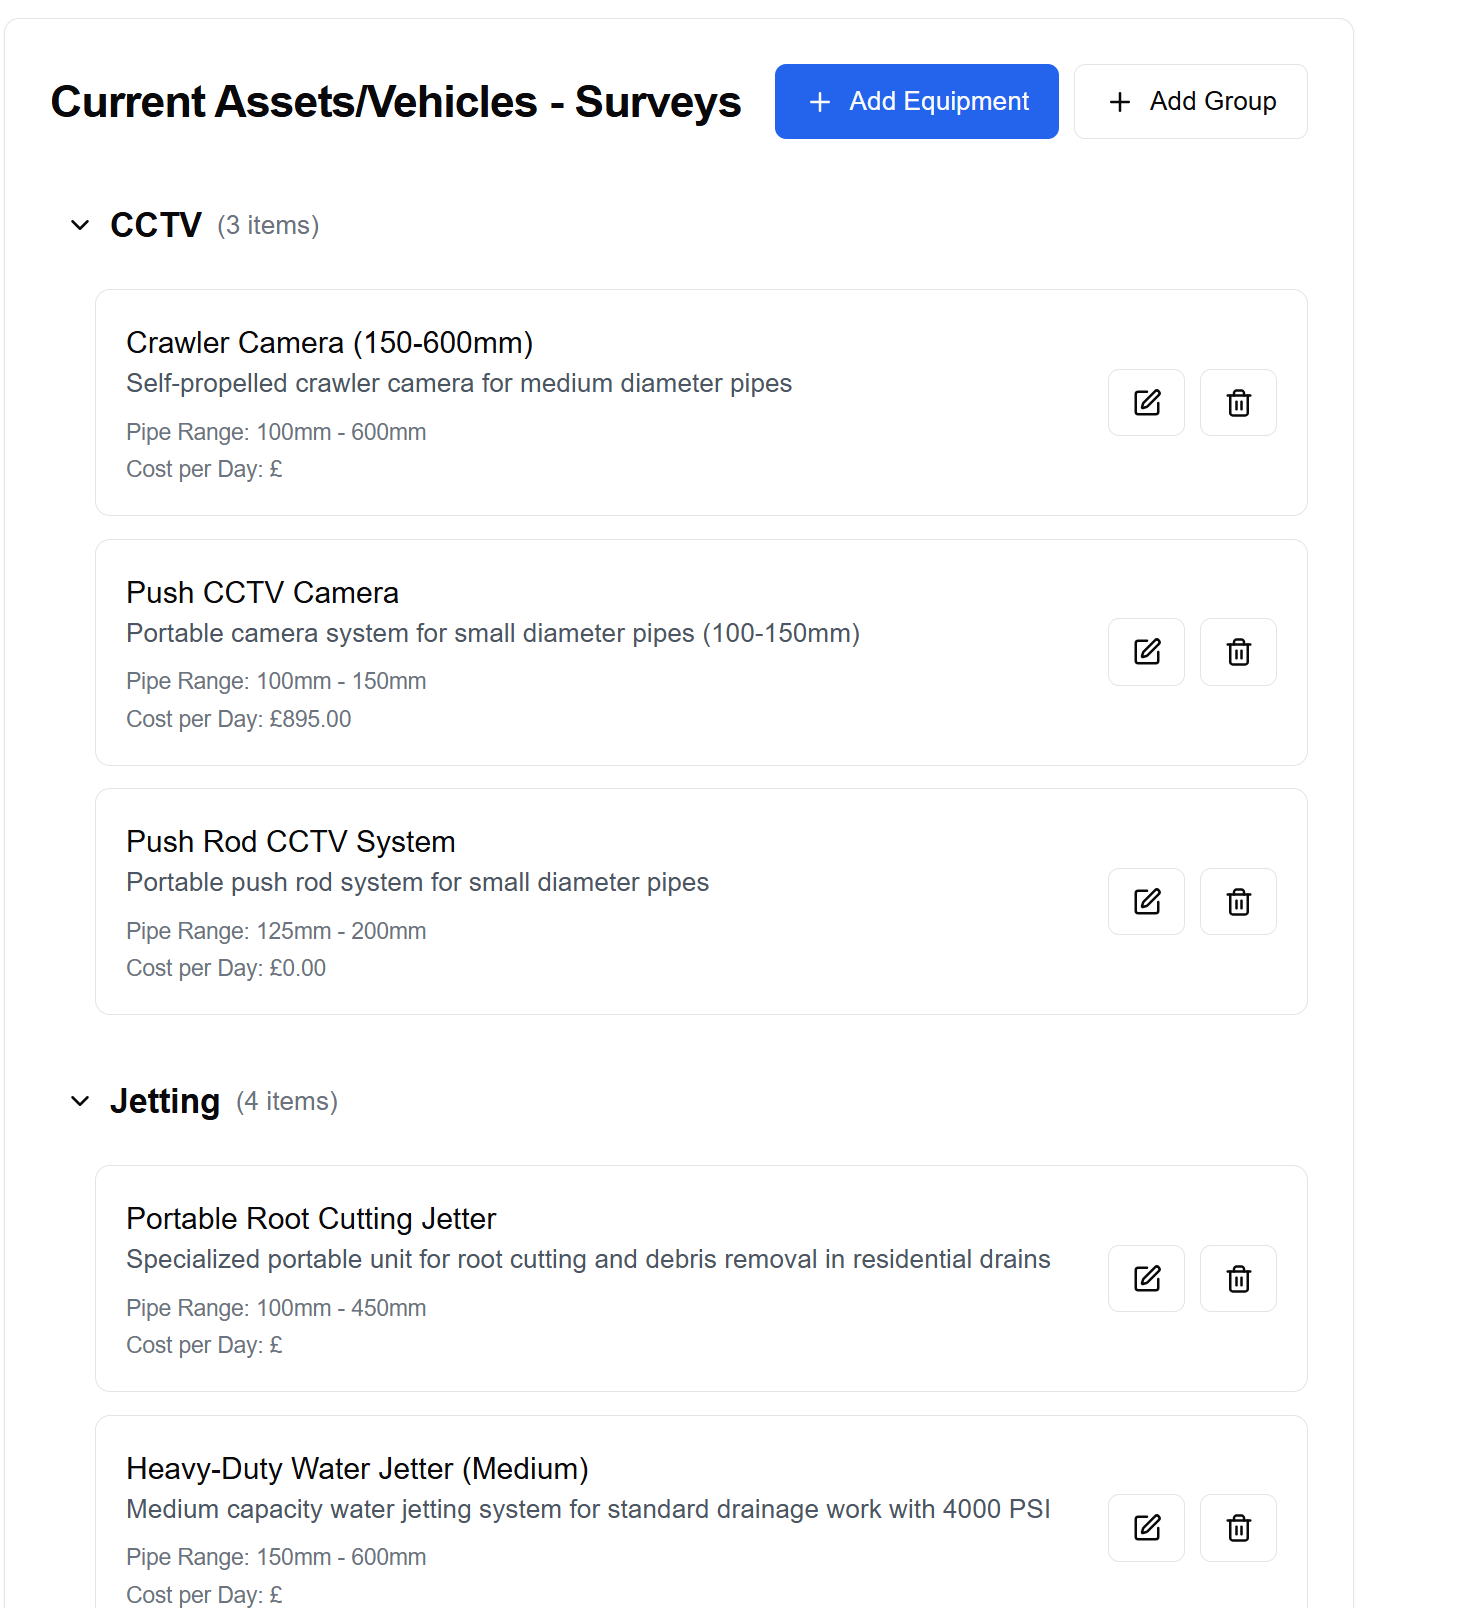 Current Assets/Vehicles - Surveys
Add Equipment
Add Group
CCTV (3 items)
Crawler Camera (150-600mm)
Self-propelled crawler camera for medium diameter pipes
Pipe Range: 100mm - 600mm
Cost per Day: £
Push CCTV Camera
Portable camera system for small diameter pipes (100-150mm)
Pipe Range: 100mm - 150mm
Cost per Day: £895.00
Push Rod CCTV System
Portable push rod system for small diameter pipes
Pipe Range: 125mm - 200mm
Cost per Day: £0.00
Jetting (4 items)
Portable Root Cutting Jetter
Specialized portable unit for root cutting and debris removal in residential drains
Pipe Range: 100mm - 450mm
Cost per Day: £
Heavy-Duty Water Jetter (Medium)
Medium capacity water jetting system for standard drainage work with 4000 PSI
Pipe Range: 150mm - 600mm
Cost per Day: £